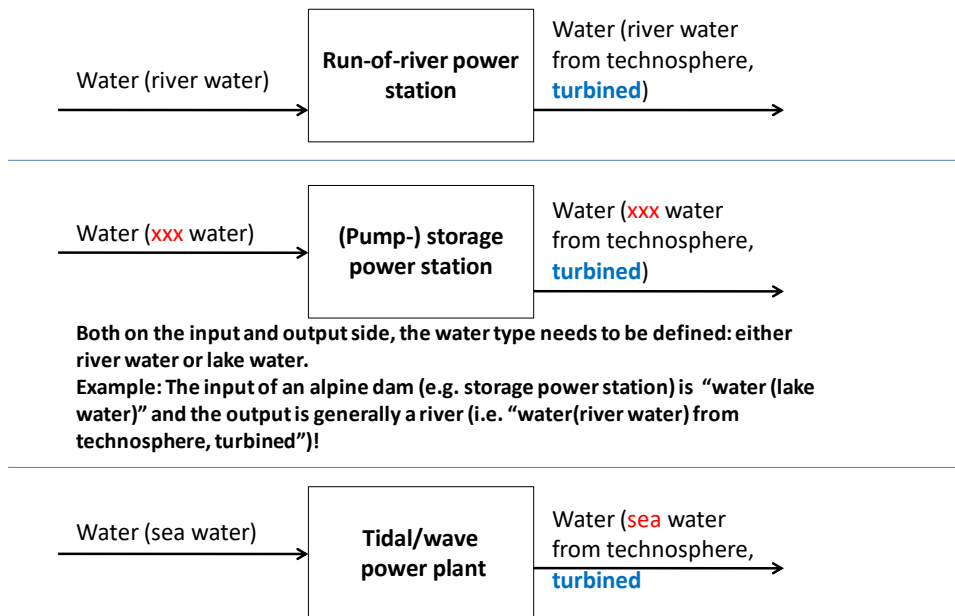 Water (river water)
Run-of-river power
station
Water (river water
from technosphere,
turbined)
Water (xxx water)
(Pump-) storage
power station
Water (xxx water
from technosphere,
turbined)
Both on the input and output side, the water type needs to be defined: either
river water or lake water.
Example: The input of an alpine dam (e.g. storage power station) is “water (lake
water)” and the output is generally a river (i.e. “water(river water) from
technosphere, turbined”)!
Water (sea water)
Tidal/wave
power plant
Water (sea water
from technosphere,
turbined